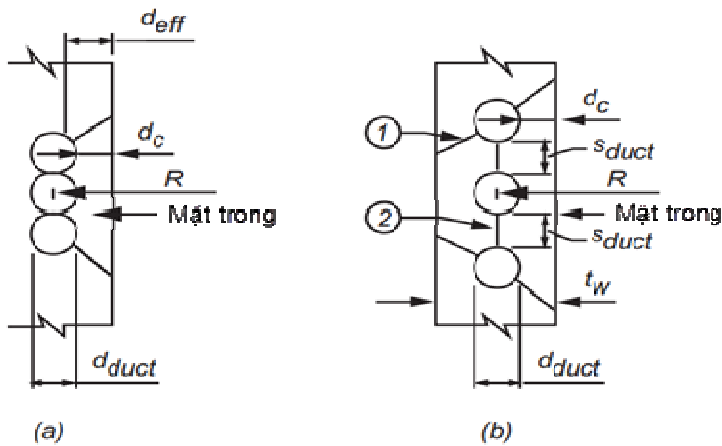 d_eff
d_c
R
Mặt trong
d_duct
(a)
1
2
d_c
s_duct
R
Mặt trong
s_duct
t_w
d_duct
(b)